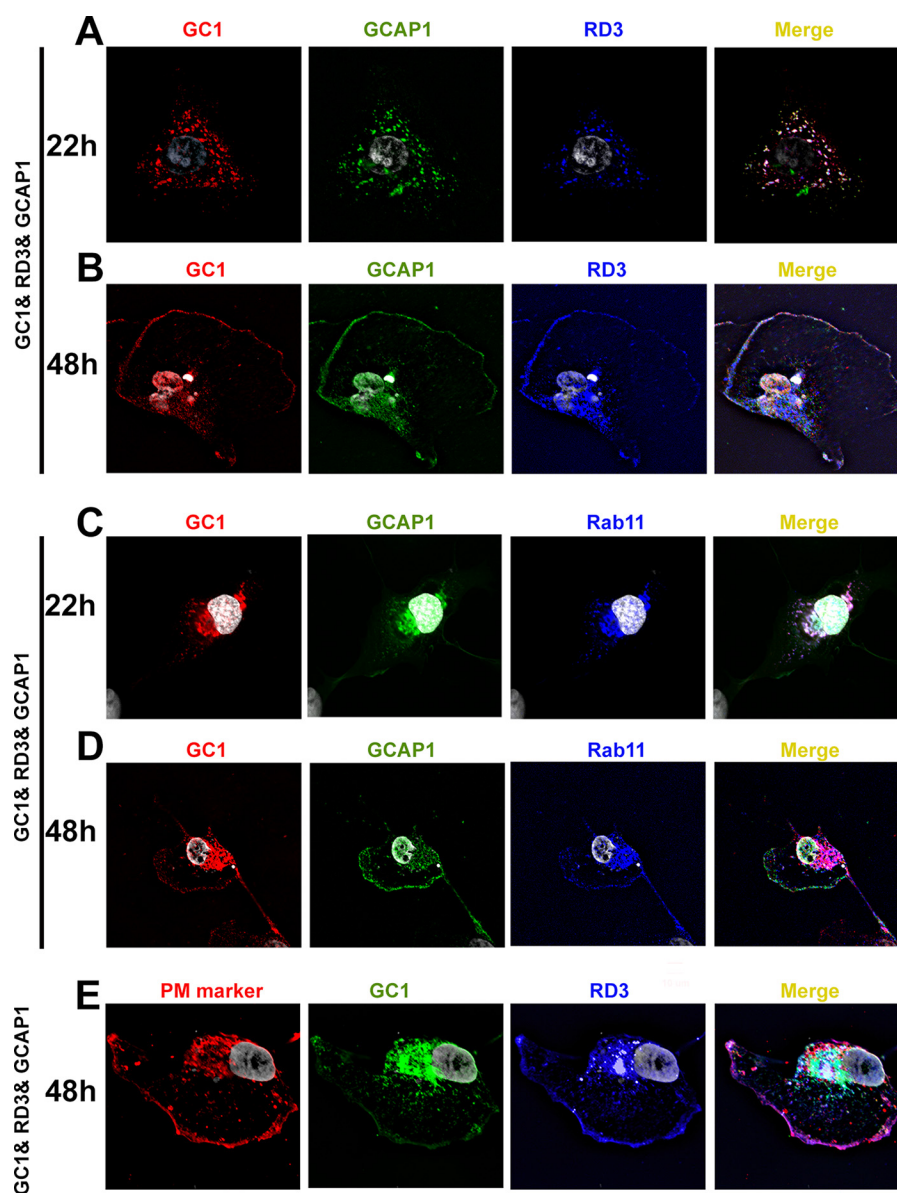 A
GC1 GCAP1 RD3 Merge
22h
B
GC1 GCAP1 RD3 Merge
48h
GC1& RD3& GCAP1
C
GC1 GCAP1 Rab11 Merge
22h
D
GC1 GCAP1 Rab11 Merge
48h
GC1& RD3& GCAP1
E
PM marker GC1 RD3 Merge
48h
GC1& RD3& GCAP1